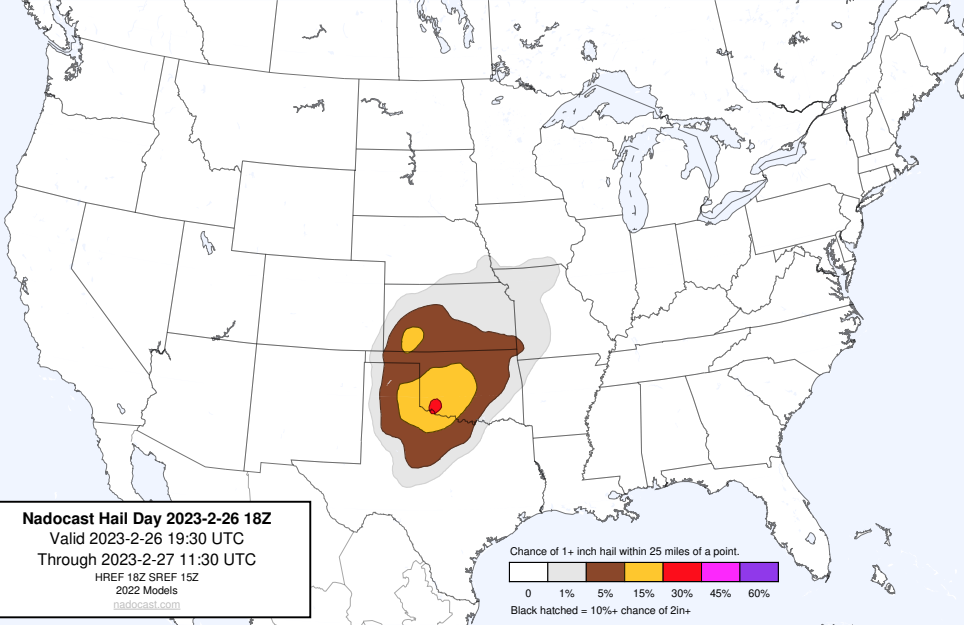 Nadocast Hail Day 2023-2-26 18Z
Valid 2023-2-26 19:30 UTC
Through 2023-2-27 11:30 UTC
HREF 18Z SREF 15Z
2022 Models
nadocast.com
Chance of 1+ inch hail within 25 miles of a point.
0 1% 5% 15% 30% 45% 60%
Black hatched = 10%+ chance of 2in+